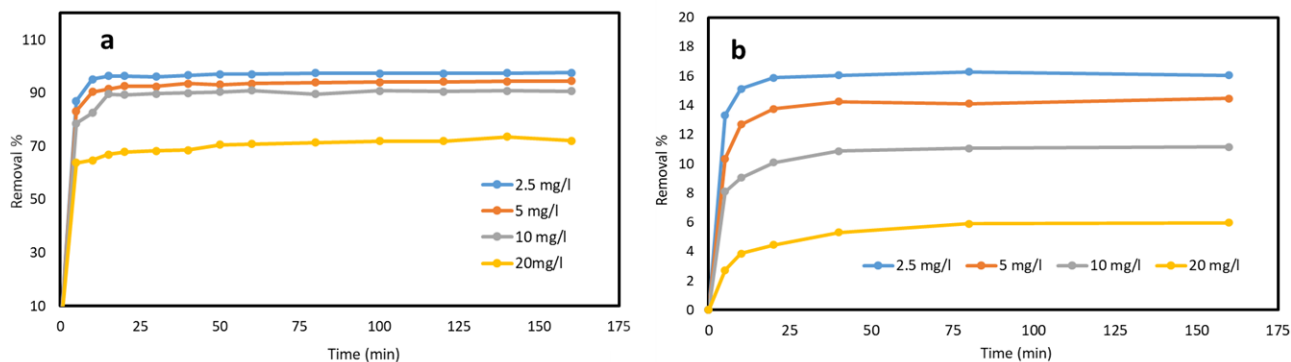 a
110
90
70
50
30
10
Removal %
0 25 50 75 100 125 150 175
Time (min)
2.5 mg/l
5 mg/l
10 mg/l
20mg/l
b
20
18
16
14
12
10
8
6
4
2
0
Removal %
0 25 50 75 100 125 150 175
Time (min)
2.5 mg/l 5 mg/l 10 mg/l 20 mg/l